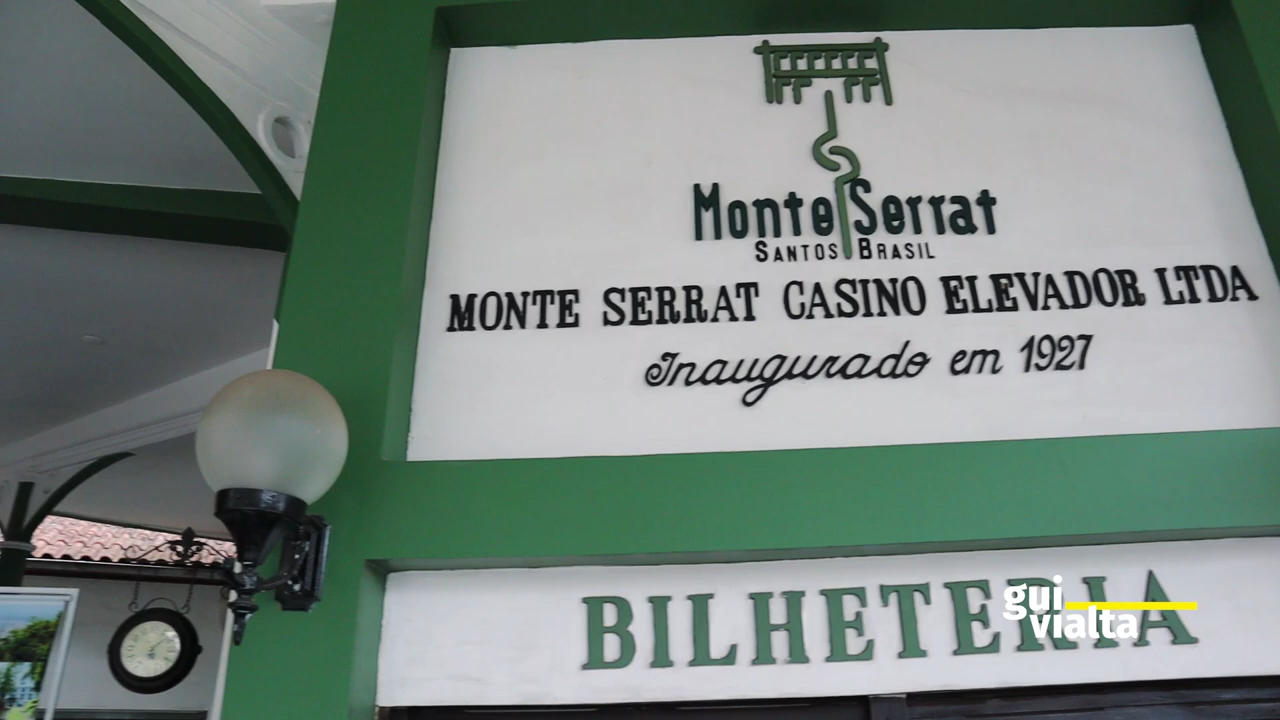 Monte Serrat
SANTOS BRASIL
MONTE SERRAT CASINO ELEVADOR LTDA
Inaugurado em 1927
BILHETERIA
gui
vialta